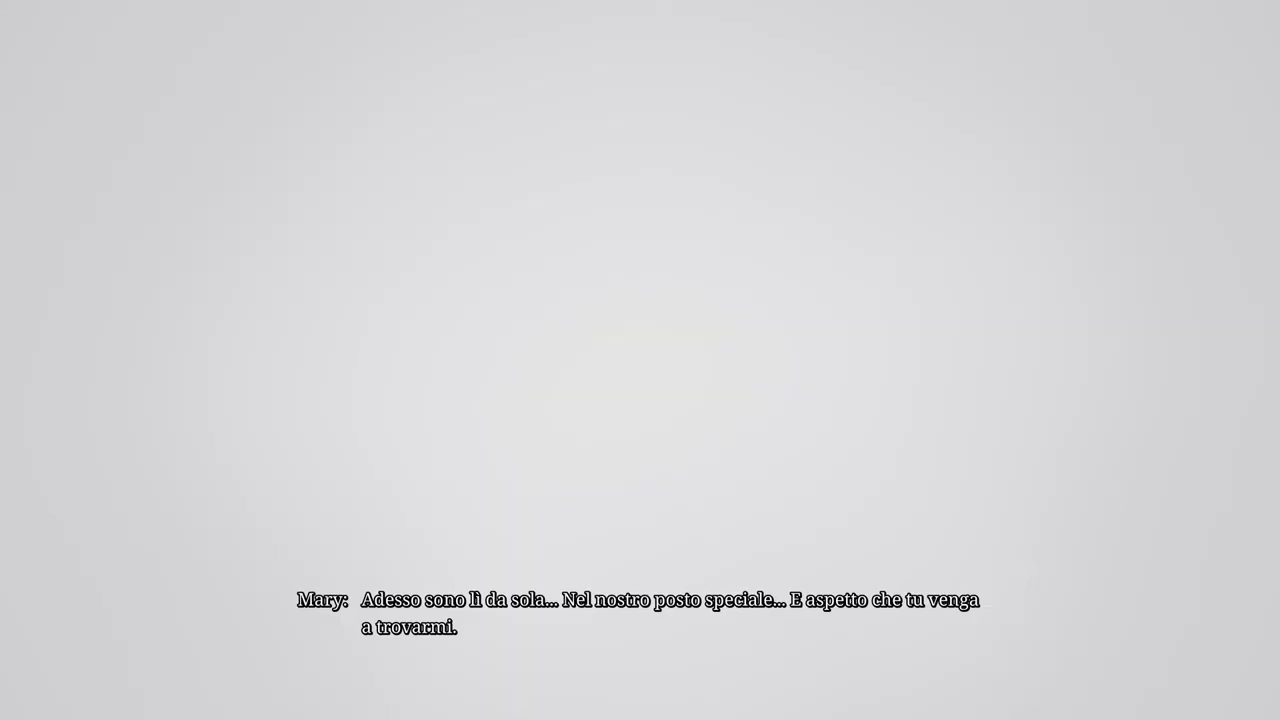 Mary: Adesso sono lì da sola... Nel nostro posto speciale... E aspetto che tu venga
a trovarmi.